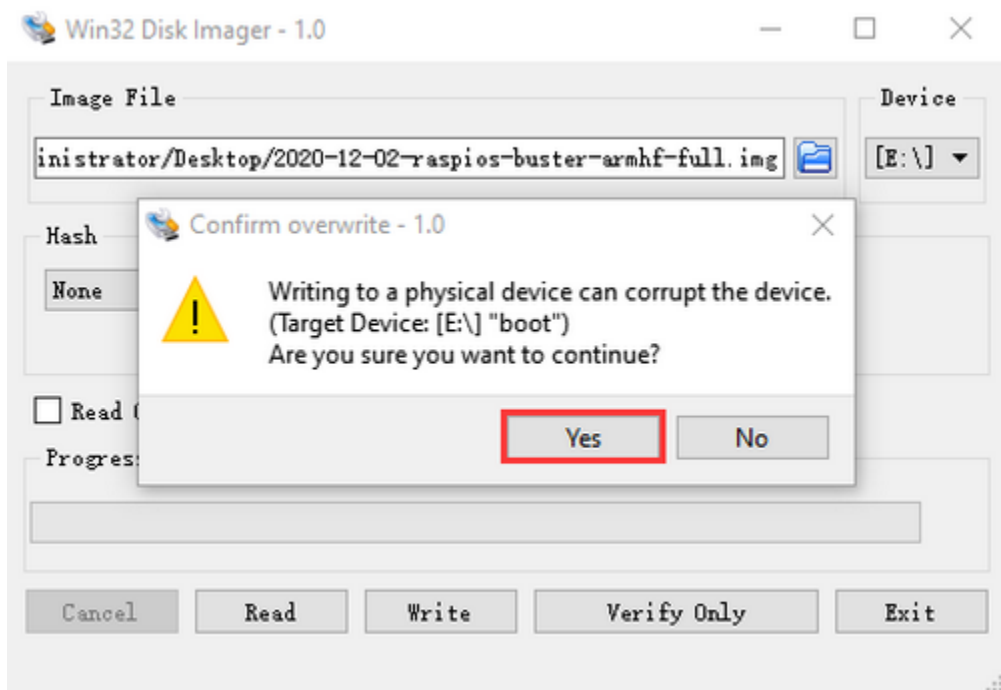 Win32 Disk Imager - 1.0
Image File
Device
inistrator/Desktop/2020-12-02-raspios-buster-armhf-full.img
[E:\]
Hash
None
Confirm overwrite - 1.0
Writing to a physical device can corrupt the device.
(Target Device: [E:\] "boot")
Are you sure you want to continue?
Yes
No
Read
Cancel
Read
Write
Verify Only
Exit